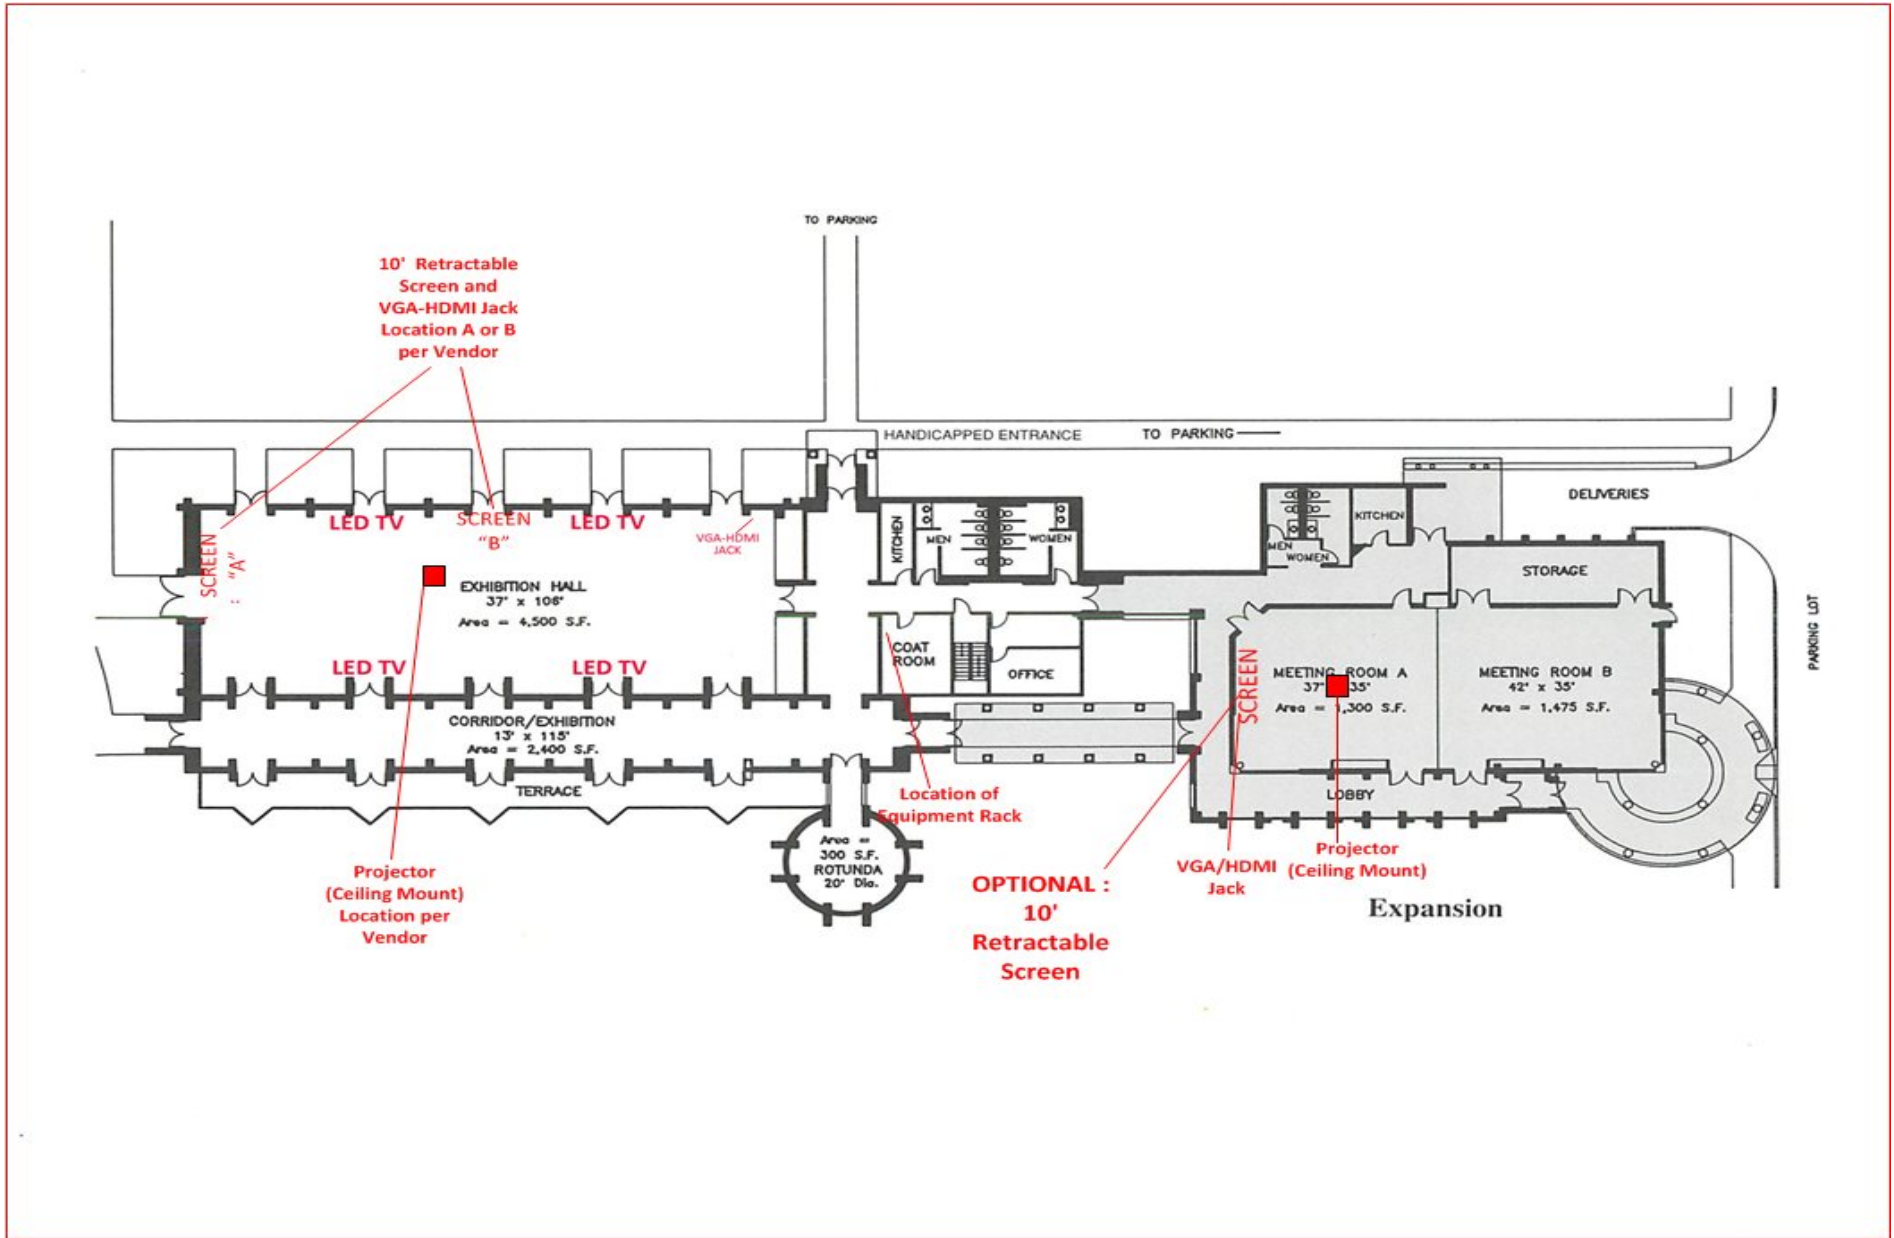 TO PARKING
10' Retractable
Screen and
VGA-HDMI Jack
Location A or B
per Vendor
HANDICAPPED ENTRANCE
TO PARKING
DELIVERIES
LED TV
SCREEN
"B"
LED TV
VGA-HDMI
JACK
SCREEN
: "A"
KITCHEN
MEN
WOMEN
KITCHEN
MEN
WOMEN
STORAGE
EXHIBITION HALL
37' x 106'
Area = 4,500 S.F.
PARKING LOT
LED TV
LED TV
COAT
ROOM
OFFICE
SCREEN
MEETING ROOM A
37' 35'
Area = 1,300 S.F.
MEETING ROOM B
42' x 35'
Area = 1,475 S.F.
CORRIDOR/EXHIBITION
13' x 115'
Area = 2,400 S.F.
TERRACE
Location of
Equipment Rack
LOBBY
Area =
300 S.F.
ROTUNDA
20' Dia.
Projector
(Ceiling Mount)
Location per
Vendor
OPTIONAL :
10'
Retractable
Screen
VGA/HDMI
Jack
Projector
(Ceiling Mount)
Expansion